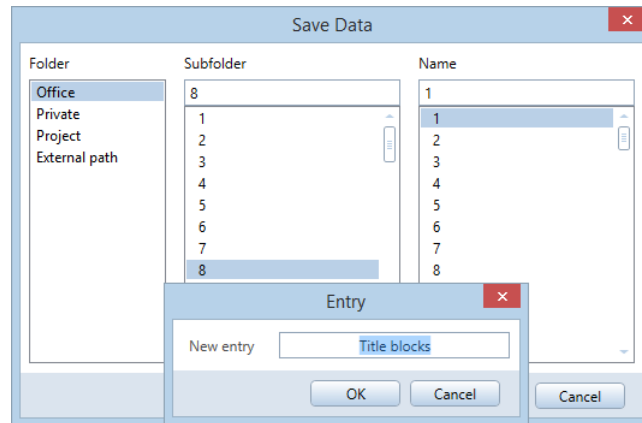 Save Data
Folder
Subfolder
Name
Office
Private
Project
External path
8
1
2
3
4
5
6
7
8
1
1
2
3
4
5
6
7
8
Entry
New entry
Title blocks
OK
Cancel
Cancel